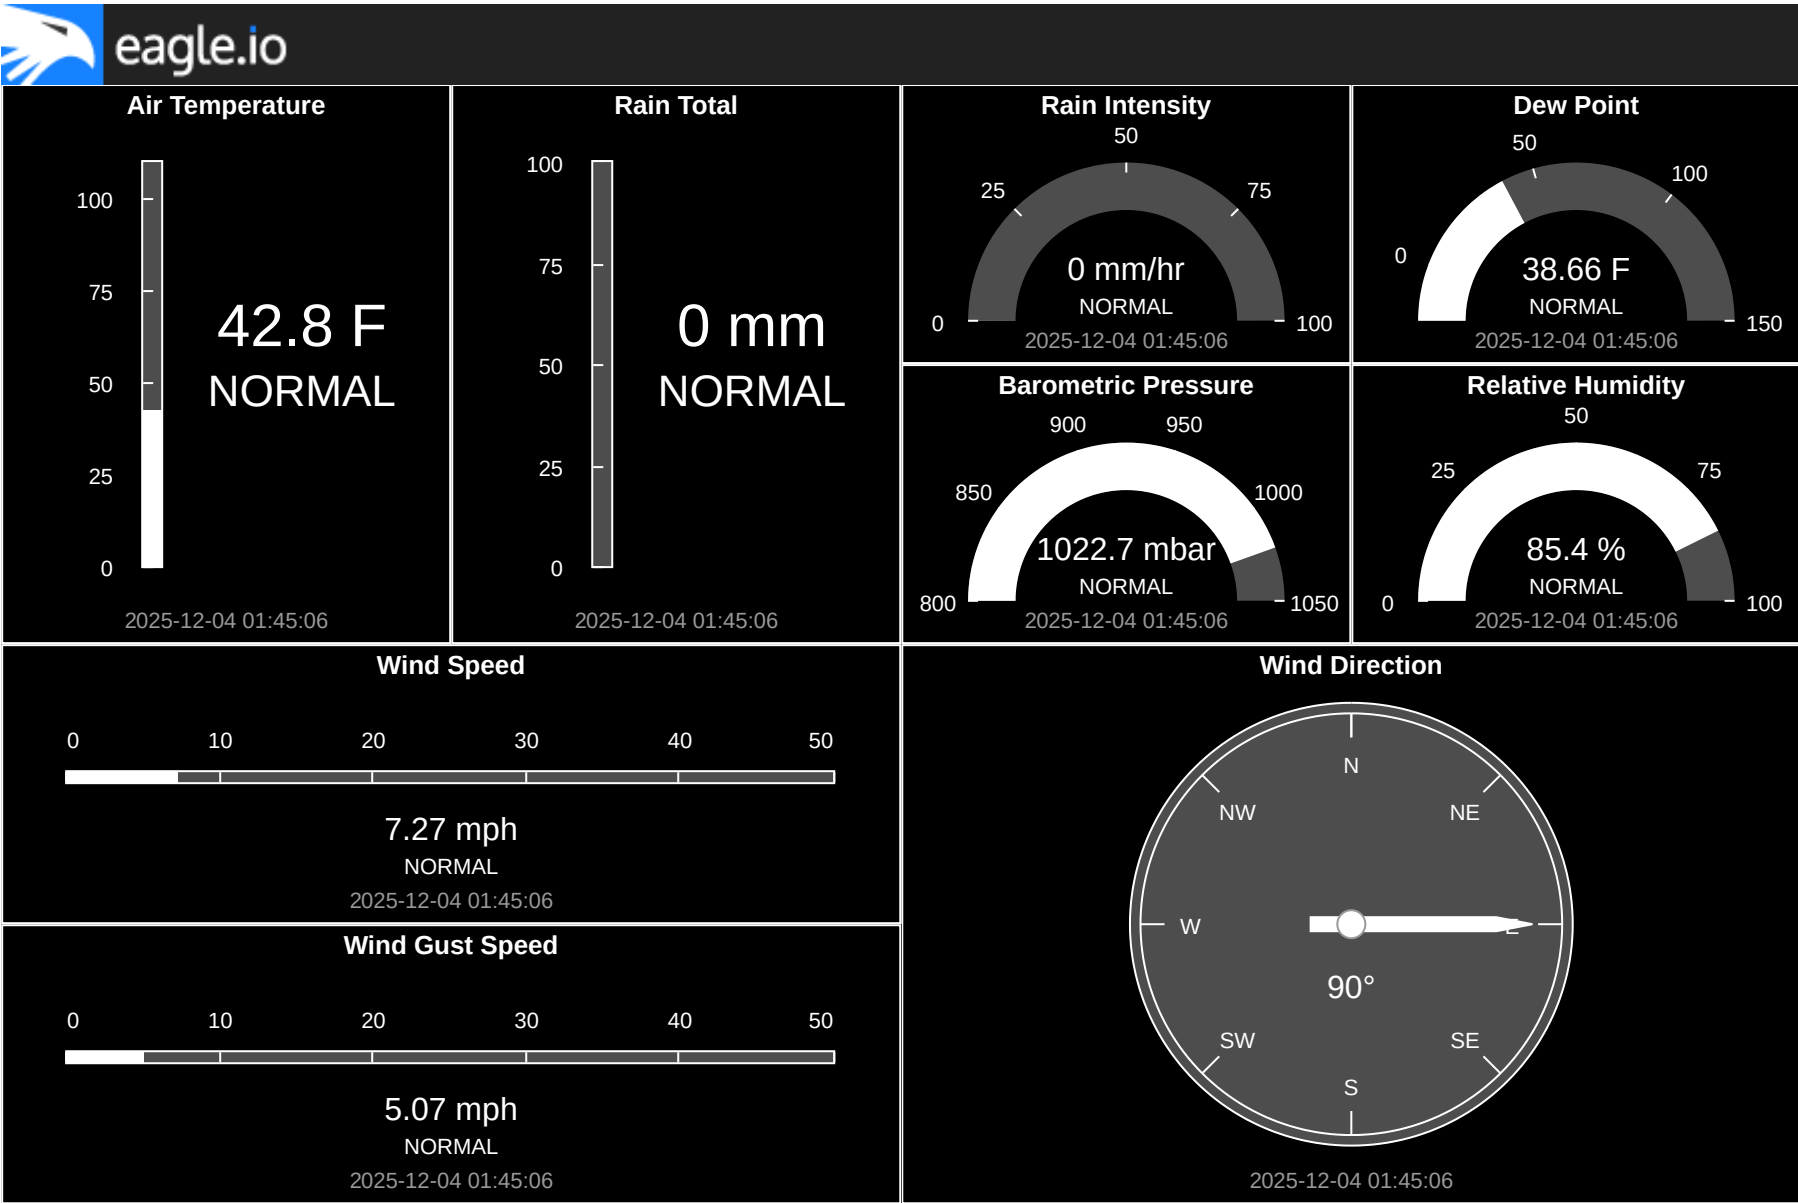 eagle.io
Air Temperature
100
75
50
25
0
42.8 F
NORMAL
2025-12-04 01:45:06
Rain Total
100
75
50
25
0
0 mm
NORMAL
2025-12-04 01:45:06
Rain Intensity
50
25
75
0
100
0 mm/hr
NORMAL
2025-12-04 01:45:06
Dew Point
50
100
0
150
38.66 F
NORMAL
2025-12-04 01:45:06
Barometric Pressure
900
950
850
1000
800
1050
1022.7 mbar
NORMAL
2025-12-04 01:45:06
Relative Humidity
50
25
75
0
100
85.4 %
NORMAL
2025-12-04 01:45:06
Wind Speed
0 10 20 30 40 50
7.27 mph
NORMAL
2025-12-04 01:45:06
Wind Gust Speed
0 10 20 30 40 50
5.07 mph
NORMAL
2025-12-04 01:45:06
Wind Direction
N
NW
NE
W
E
90°
SW
SE
S
2025-12-04 01:45:06